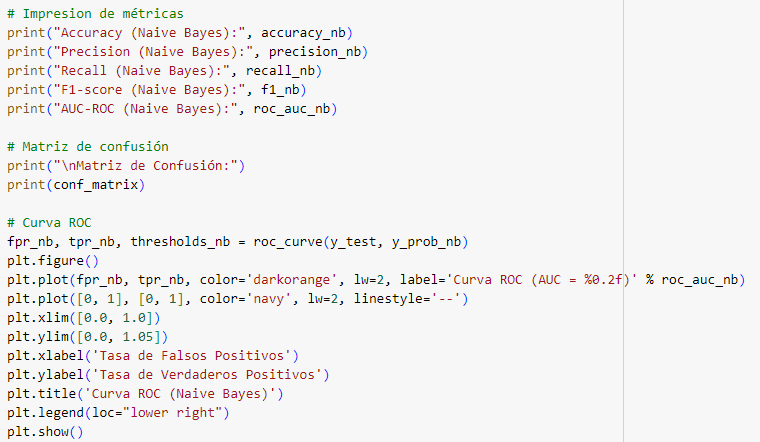 # Impresion de métricas
print("Accuracy (Naive Bayes):", accuracy_nb)
print("Precision (Naive Bayes):", precision_nb)
print("Recall (Naive Bayes):", recall_nb)
print("F1-score (Naive Bayes):", f1_nb)
print("AUC-ROC (Naive Bayes):", roc_auc_nb)

# Matriz de confusión
print("\nMatriz de Confusión:")
print(conf_matrix)

# Curva ROC
fpr_nb, tpr_nb, thresholds_nb = roc_curve(y_test, y_prob_nb)
plt.figure()
plt.plot(fpr_nb, tpr_nb, color='darkorange', lw=2, label='Curva ROC (AUC = %0.2f)' % roc_auc_nb)
plt.plot([0, 1], [0, 1], color='navy', lw=2, linestyle='--')
plt.xlim([0.0, 1.0])
plt.ylim([0.0, 1.05])
plt.xlabel('Tasa de Falsos Positivos')
plt.ylabel('Tasa de Verdaderos Positivos')
plt.title('Curva ROC (Naive Bayes)')
plt.legend(loc="lower right")
plt.show()